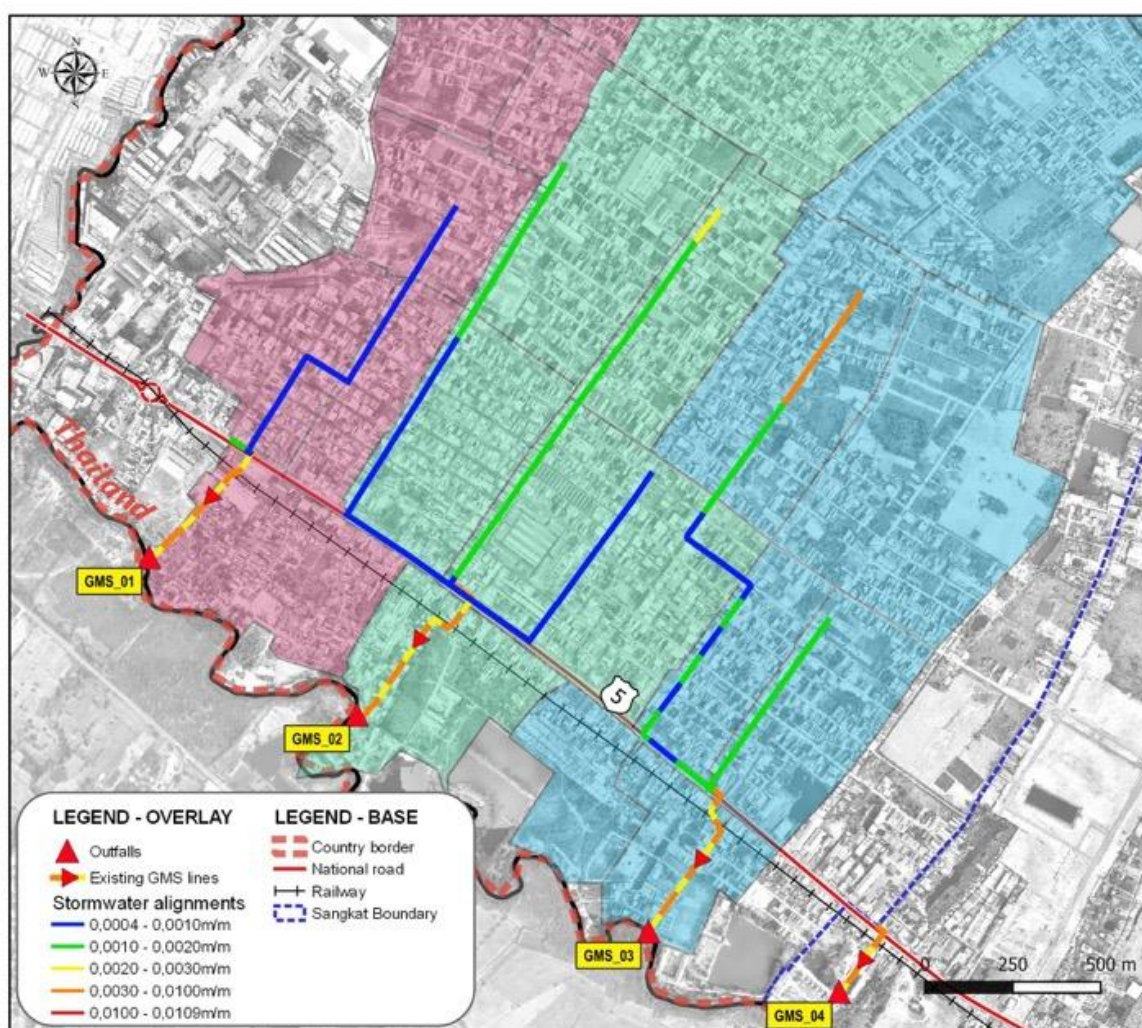 N
W E
Thailand
GMS_01
GMS_02
5
GMS_03
GMS_04
0 250 500 m
LEGEND - OVERLAY
Outfalls
Existing GMS lines
Stormwater alignments
0,0004 - 0,0010m/m
0,0010 - 0,0020m/m
0,0020 - 0,0030m/m
0,0030 - 0,0100m/m
0,0100 - 0,0109m/m
LEGEND - BASE
Country border
National road
Railway
Sangkat Boundary